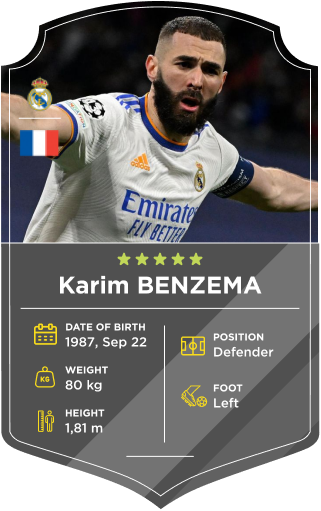 Emirates
FLY BETTER
Karim BENZEMA
DATE OF BIRTH
1987, Sep 22
WEIGHT
KG
80 kg
HEIGHT
1,81 m
POSITION
Defender
FOOT
Left